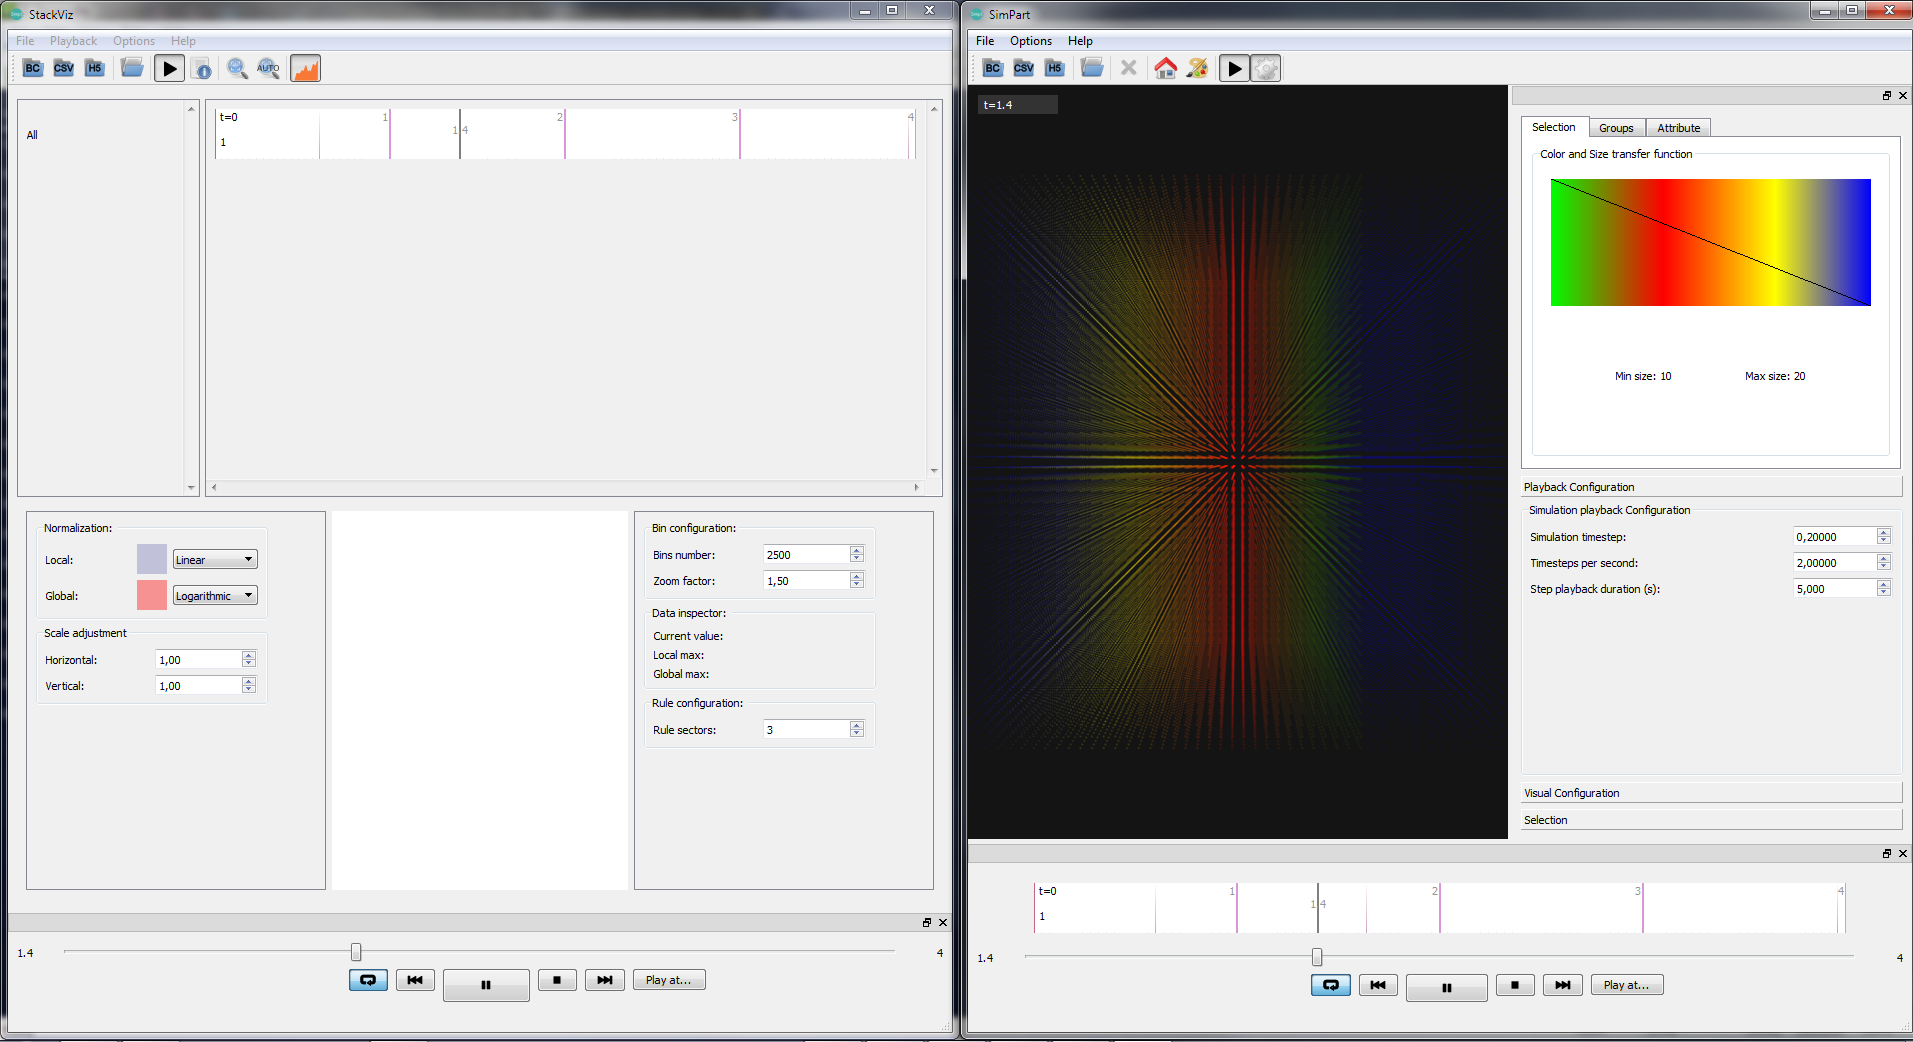 StackViz
File Playback Options Help
BC CSV H5 AUTO
All
t=0 1 2 3 4
1.4
1
Normalization:
Local: Linear
Global: Logarithmic
Scale adjustment
Horizontal: 1,00
Vertical: 1,00
Bin configuration:
Bins number: 2500
Zoom factor: 1,50
Data inspector:
Current value:
Local max:
Global max:
Rule configuration:
Rule sectors: 3
1.4 4
Play at...
SimPart
File Options Help
BC CSV H5
t=1.4
Selection Groups Attribute
Color and Size transfer function
Min size: 10 Max size: 20
Playback Configuration
Simulation playback Configuration
Simulation timestep: 0,20000
Timesteps per second: 2,00000
Step playback duration (s): 5,000
Visual Configuration
Selection
t=0 1 2 3 4
1.4
1
1.4 4
Play at...